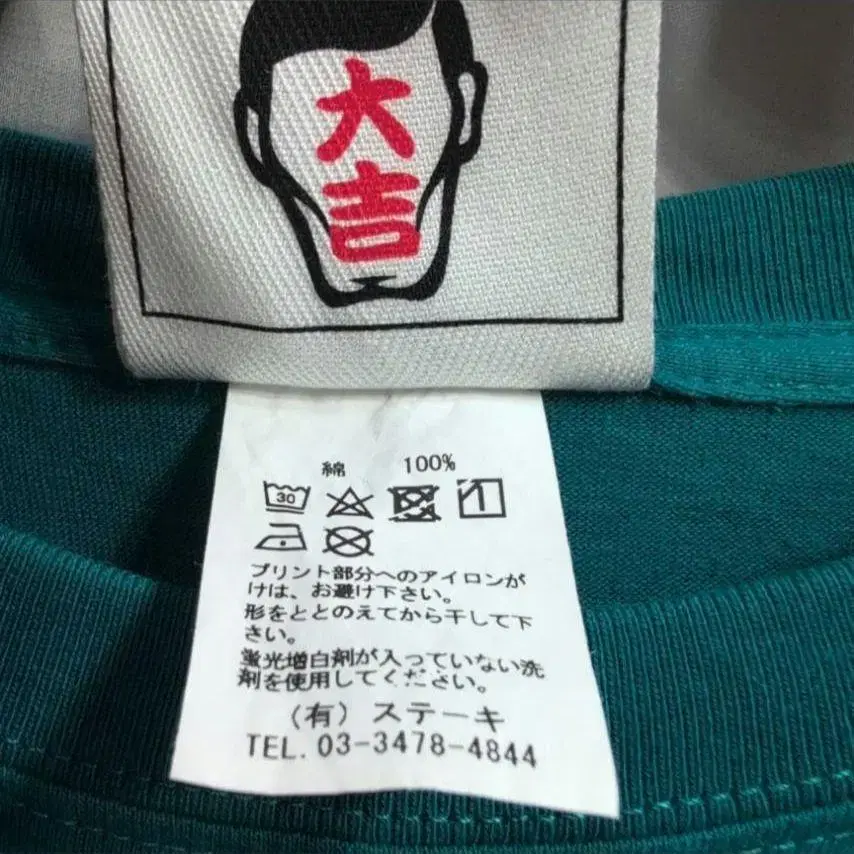 大
吉
綿 100%
30
プリント部分へのアイロンが
けは、お避け下さい。
形をととのえてから干して下
さい。
蛍光増白剤が入っていない洗
剤を使用してください。
(有) ステーキ
TEL. 03-3478-4844